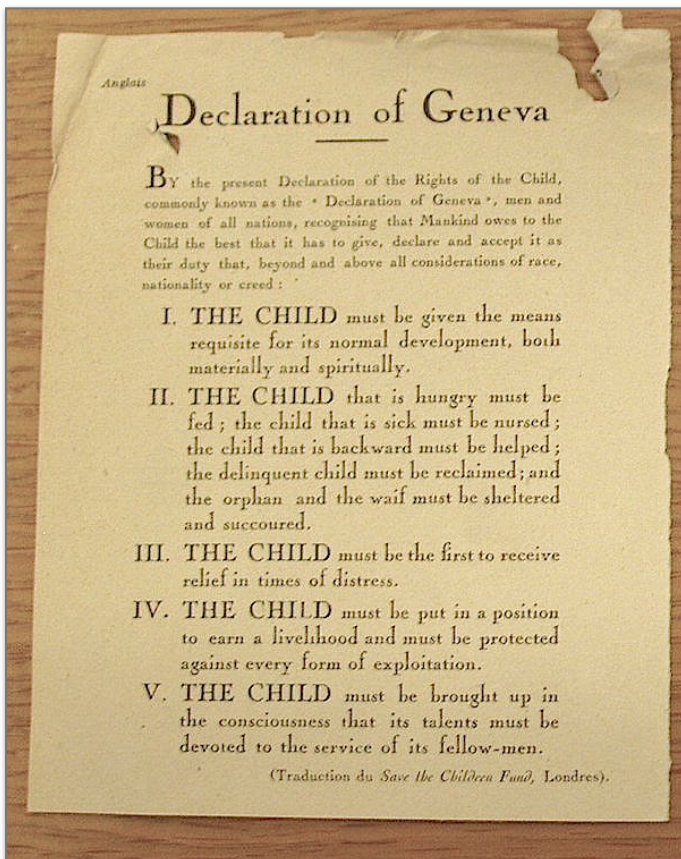 Anglais
Declaration of Geneva
By the present Declaration of the Rights of the Child,
commonly known as the « Declaration of Geneva », men and
women of all nations, recognising that Mankind owes to the
Child the best that it has to give, declare and accept it as
their duty that, beyond and above all considerations of race,
nationality or creed :
I. THE CHILD must be given the means
requisite for its normal development, both
materially and spiritually.
II. THE CHILD that is hungry must be
fed ; the child that is sick must be nursed ;
the child that is backward must be helped ;
the delinquent child must be reclaimed ; and
the orphan and the waif must be sheltered
and succoured.
III. THE CHILD must be the first to receive
relief in times of distress.
IV. THE CHILD must be put in a position
to earn a livelihood and must be protected
against every form of exploitation.
V. THE CHILD must be brought up in
the consciousness that its talents must be
devoted to the service of its fellow-men.
(Traduction du Save the Children Fund, Londres).